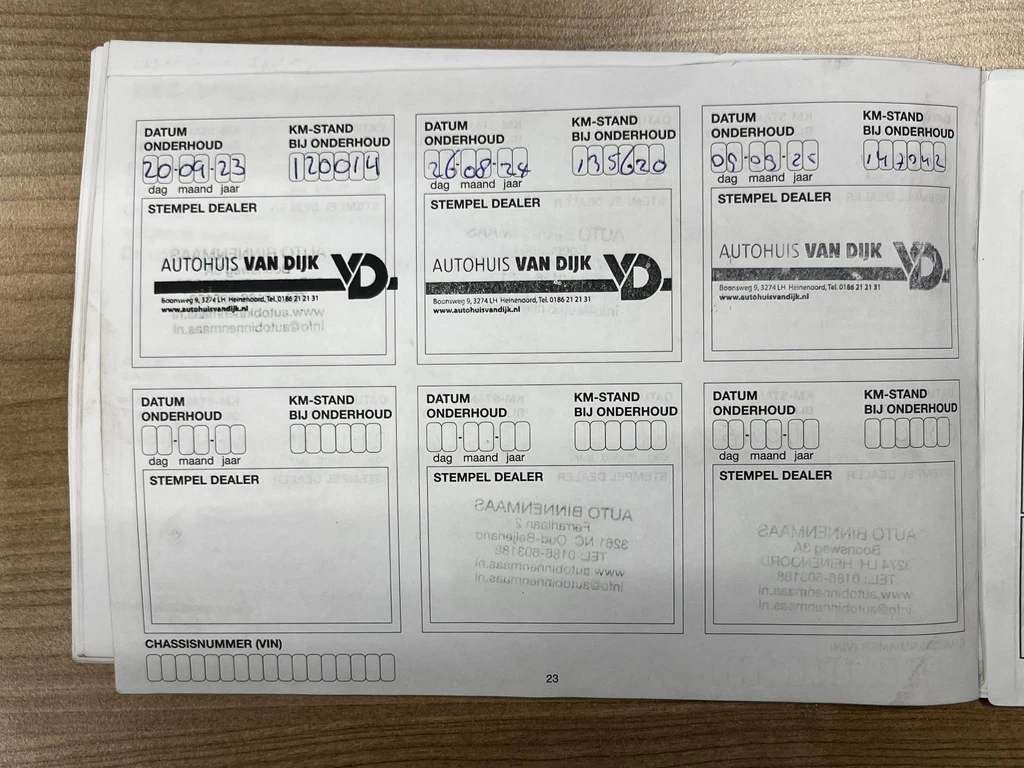 DATUM ONDERHOUD
20-09-23
dag maand jaar
KM-STAND BIJ ONDERHOUD
120014
STEMPEL DEALER
AUTOHUIS VAN DIJK VD
Boonsweg 9, 3274 LH Heinenoord, Tel. 0186 21 21 31
www.autohuisvandijk.nl
DATUM ONDERHOUD
26-08-24
dag maand jaar
KM-STAND BIJ ONDERHOUD
135620
STEMPEL DEALER
AUTOHUIS VAN DIJK VD
Boonsweg 9, 3274 LH Heinenoord, Tel. 0186 21 21 31
www.autohuisvandijk.nl
DATUM ONDERHOUD
dag maand jaar
KM-STAND BIJ ONDERHOUD
STEMPEL DEALER
AUTOHUIS VAN DIJK VD
Boonsweg 9, 3274 LH Heinenoord, Tel. 0186 21 21 31
www.autohuisvandijk.nl
DATUM ONDERHOUD
dag maand jaar
KM-STAND BIJ ONDERHOUD
STEMPEL DEALER
DATUM ONDERHOUD
dag maand jaar
KM-STAND BIJ ONDERHOUD
STEMPEL DEALER
DATUM ONDERHOUD
dag maand jaar
KM-STAND BIJ ONDERHOUD
STEMPEL DEALER
CHASSISNUMMER (VIN)
23